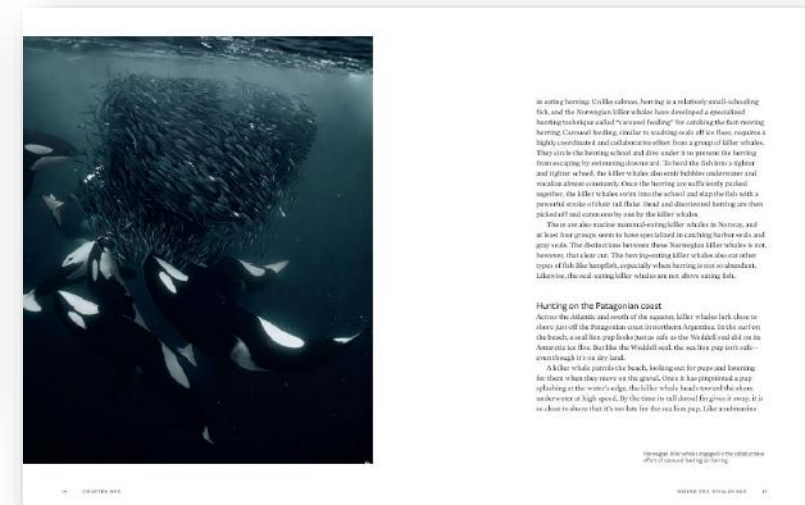 in eating herring. Unlike salmon, herring is a relatively small-schooling
fish, and the Norwegian killer whales have developed a specialized
hunting technique called “carousel feeding” for catching the fast-moving
herring. Carousel feeding, similar to washing seals off ice floes, requires a
highly coordinated and collaborative effort from a group of killer whales.
They circle the herring school and dive under it to prevent the herring
from escaping by swimming downward. To herd the fish into a tighter
and tighter school, the killer whales also emit bubbles underwater and
vocalize almost constantly. Once the herring are sufficiently packed
together, the killer whales swim into the school and slap the fish with a
powerful stroke of their tail fluke. Dead and disoriented herring are then
picked off and eaten one by one by the killer whales.
There are also marine mammal-eating killer whales in Norway, and
at least four groups seem to have specialized in catching harbor seals and
gray seals. The distinctions between these Norwegian killer whales is not,
however, that clear cut. The herring-eating killer whales also eat other
types of fish like lumpfish, especially when herring is not so abundant.
Likewise, the seal-eating killer whales are not above eating fish.
Hunting on the Patagonian coast
Across the Atlantic and south of the equator, killer whales lurk close to
shore just off the Patagonian coast in northern Argentina. In the surf on
the beach, a sea lion pup looks just as safe as the Weddell seal did on its
Antarctic ice floe. But like the Weddell seal, the sea lion pup isn’t safe—
even though it’s on dry land.
A killer whale patrols the beach, looking out for pups and listening
for them when they move on the gravel. Once it has pinpointed a pup
splashing at the water’s edge, the killer whale heads toward the shore
underwater at high speed. By the time its tall dorsal fin gives it away, it is
so close to shore that it’s too late for the sea lion pup. Like a submarine
Norwegian killer whales engaged in the collaborative
effort of carousel feeding on herring.
CHAPTER ONE